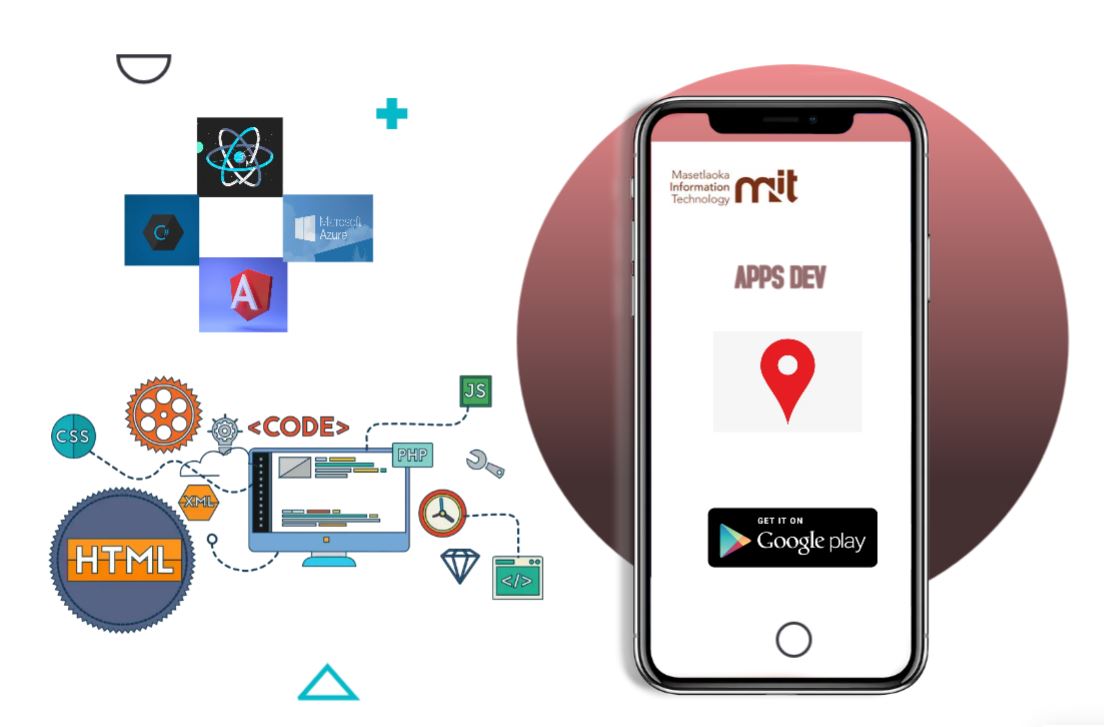 C#
Microsoft
Azure
A
<CODE>
JS
CSS
PHP
XML
HTML
</>
Masetlaoka
Information
Technology
mit
APPS DEV
GET IT ON
Google play